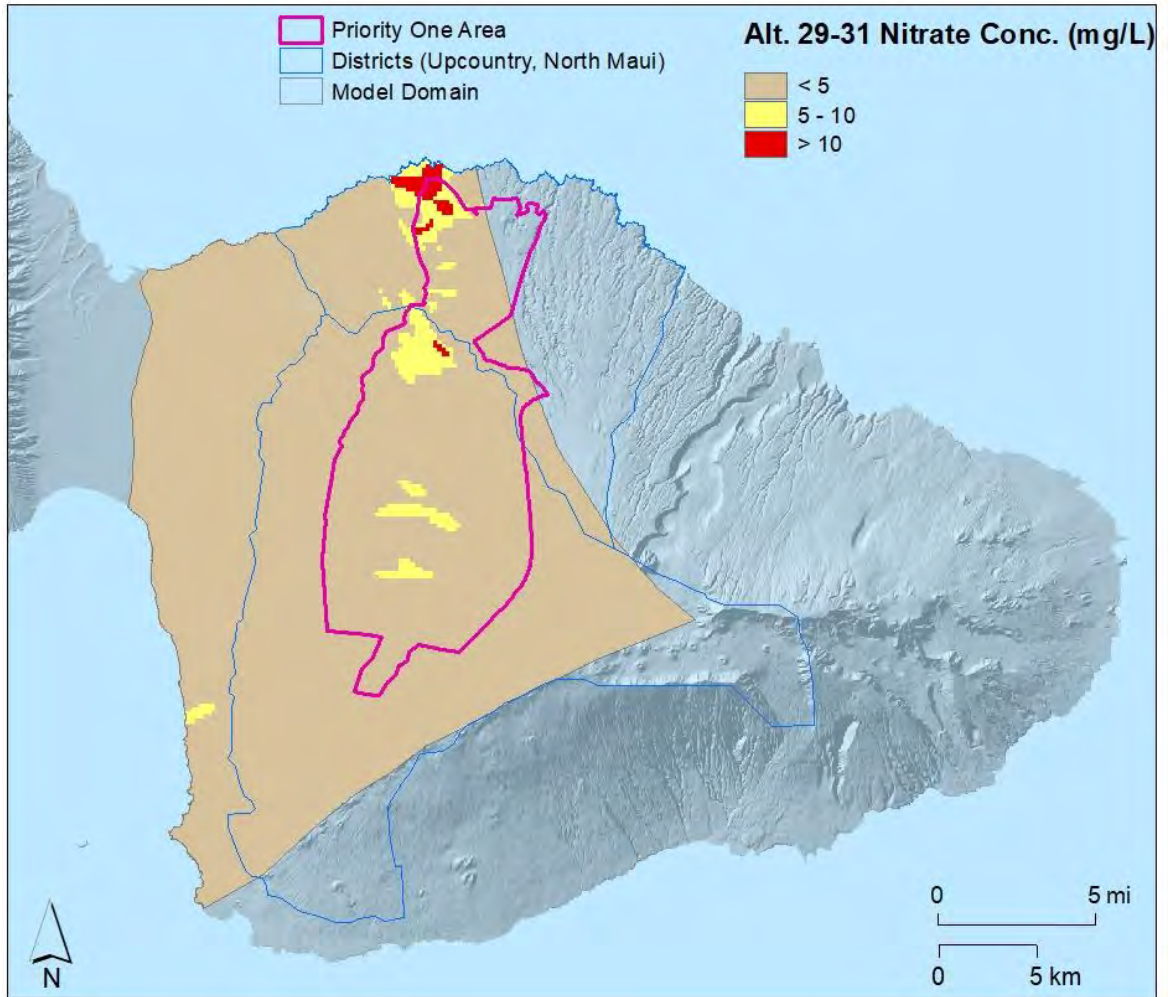 Priority One Area
Districts (Upcountry, North Maui)
Model Domain
Alt. 29-31 Nitrate Conc. (mg/L)
< 5
5 - 10
> 10
0 5 mi
0 5 km
N